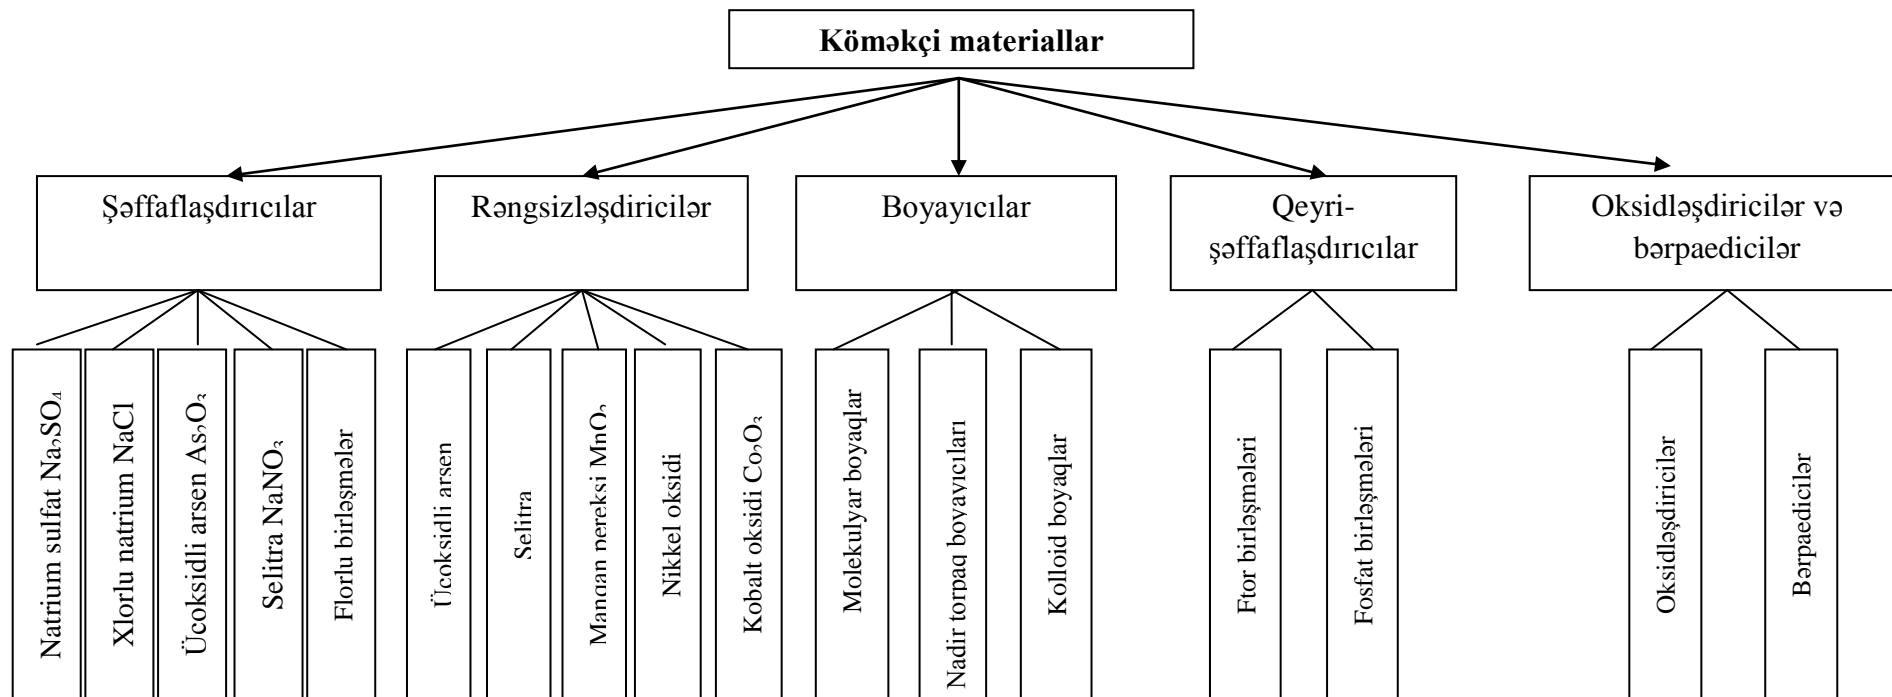 Köməkçi materiallar
Şəffaflaşdırıcılar
Rəngsizləşdiricilər
Boyayıcılar
Qeyri-
şəffaflaşdırıcılar
Oksidləşdiricilər və
bərpaedicilər
Natrium sulfat Na₂SO₄
Xlorlu natrium NaCl
Ücoksidli arsen As₂O₃
Selitra NaNO₃
Florlu birləşmələr
Ücoksidli arsen
Selitra
Manqan pereksi MnO₂
Nikkel oksidi
Kobalt oksidi Co₂O₃
Molekulyar boyaqlar
Nadir torpaq boyayıcıları
Kolloid boyaqlar
Ftor birləşmələri
Fosfat birləşmələri
Oksidləşdiricilər
Bərpaedicilər